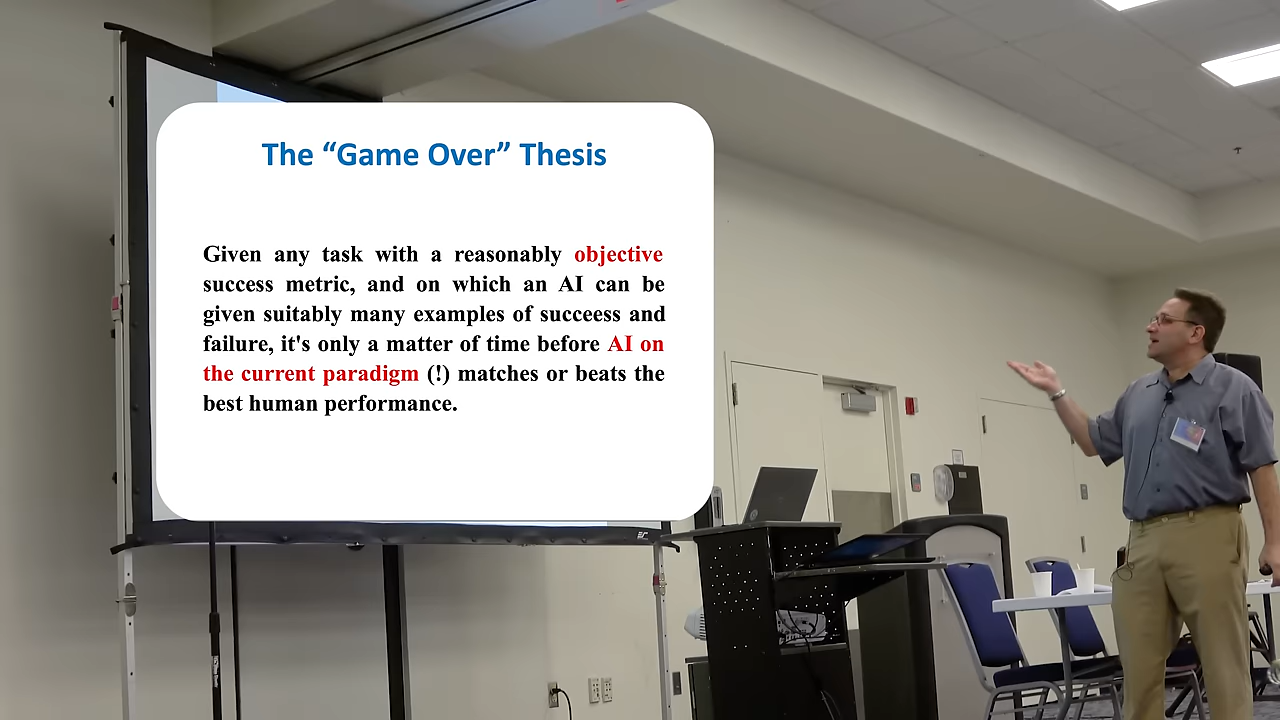 The “Game Over” Thesis
Given any task with a reasonably objective
success metric, and on which an AI can be
given suitably many examples of succeess and
failure, it's only a matter of time before AI on
the current paradigm (!) matches or beats the
best human performance.